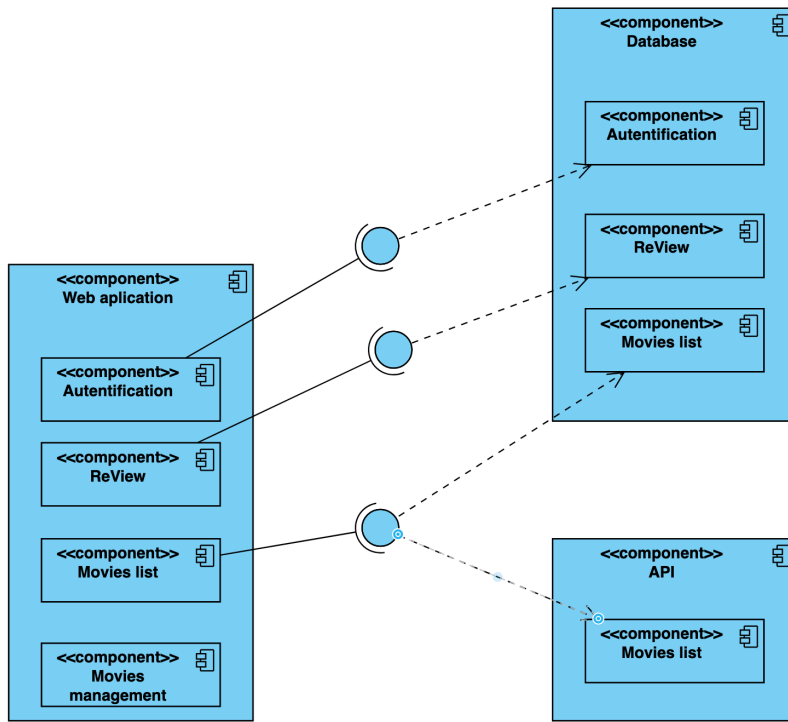 <<component>>
Database
<<component>>
Autentification
<<component>>
ReView
<<component>>
Movies list
<<component>>
Web aplication
<<component>>
Autentification
<<component>>
ReView
<<component>>
Movies list
<<component>>
Movies
management
<<component>>
API
<<component>>
Movies list